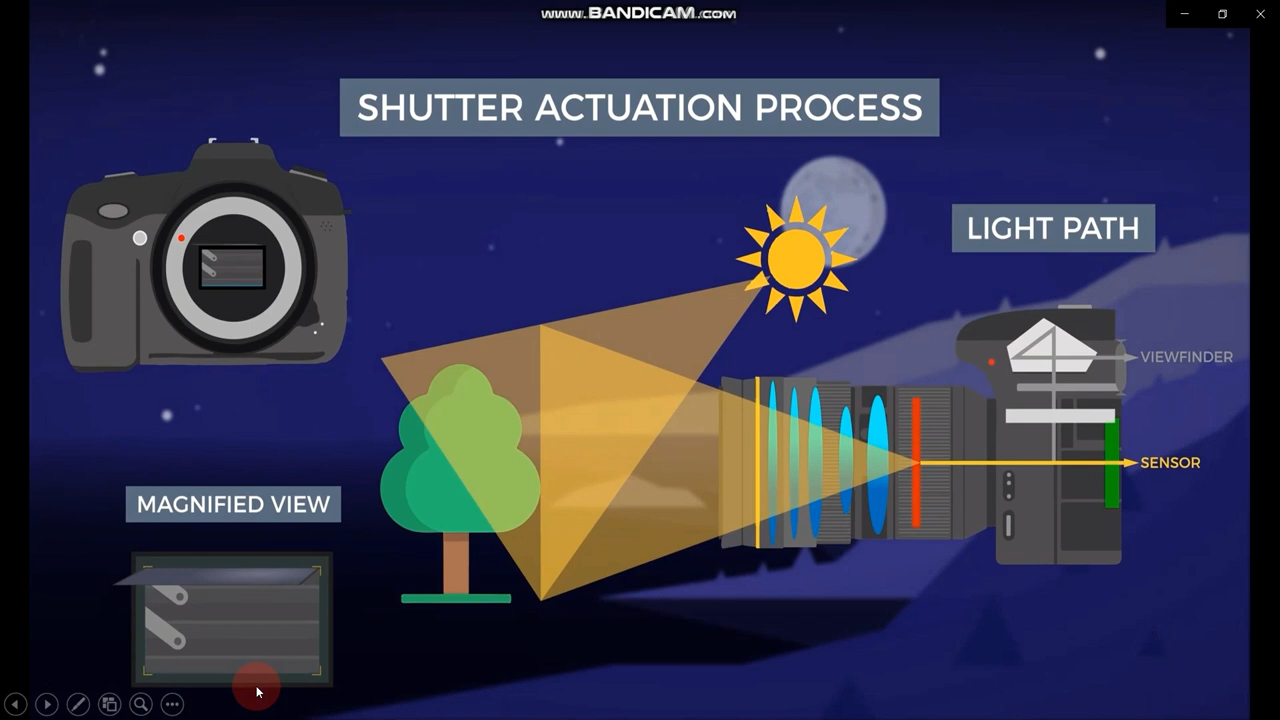 www.BANDICAM.com
SHUTTER ACTUATION PROCESS
LIGHT PATH
VIEWFINDER
SENSOR
MAGNIFIED VIEW